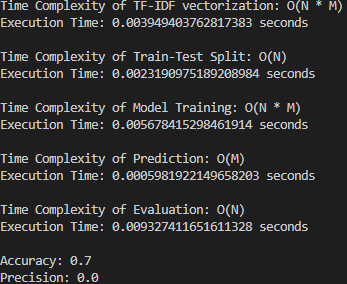 Time Complexity of TF-IDF vectorization: O(N * M)
Execution Time: 0.003949403762817383 seconds
Time Complexity of Train-Test Split: O(N)
Execution Time: 0.0023190975189208984 seconds
Time Complexity of Model Training: O(N * M)
Execution Time: 0.005678415298461914 seconds
Time Complexity of Prediction: O(M)
Execution Time: 0.0005981922149658203 seconds
Time Complexity of Evaluation: O(N)
Execution Time: 0.009327411651611328 seconds
Accuracy: 0.7
Precision: 0.0